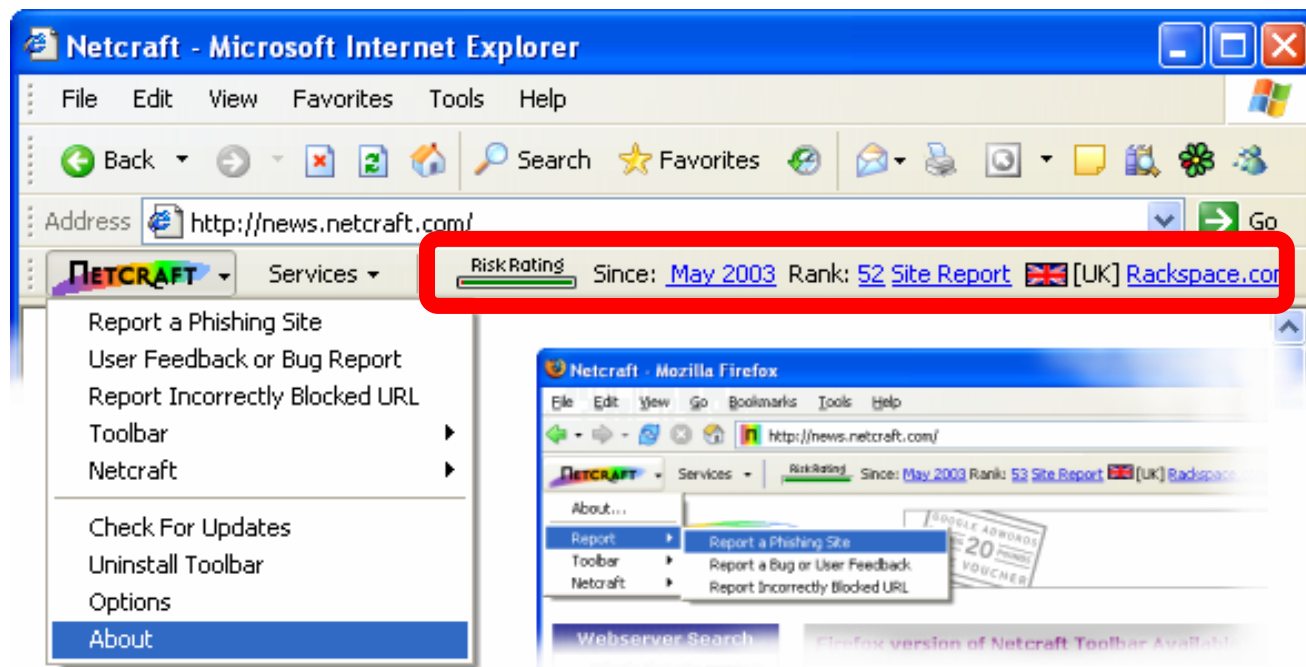 Netcraft - Microsoft Internet Explorer
File Edit View Favorites Tools Help
Back Search Favorites
Address http://news.netcraft.com/ Go
NETCRAFT Services RiskRating Since: May 2003 Rank: 52 Site Report [UK] Rackspace.com
Report a Phishing Site
User Feedback or Bug Report
Report Incorrectly Blocked URL
Toolbar
Netcraft
Check For Updates
Uninstall Toolbar
Options
About
Netcraft - Mozilla Firefox
File Edit View Go Bookmarks Tools Help
http://news.netcraft.com/
NETCRAFT Services RiskRating Since: May 2003 Rank: 53 Site Report [UK] Rackspace
About...
Report
Toolbar
Netcraft
Report a Phishing Site
Report a Bug or User Feedback
Report Incorrectly Blocked URL
GOOGLE ADWORDS
20 POUNDS
VOUCHER
Webserver Search
Firefox version of Netcraft Toolbar Available